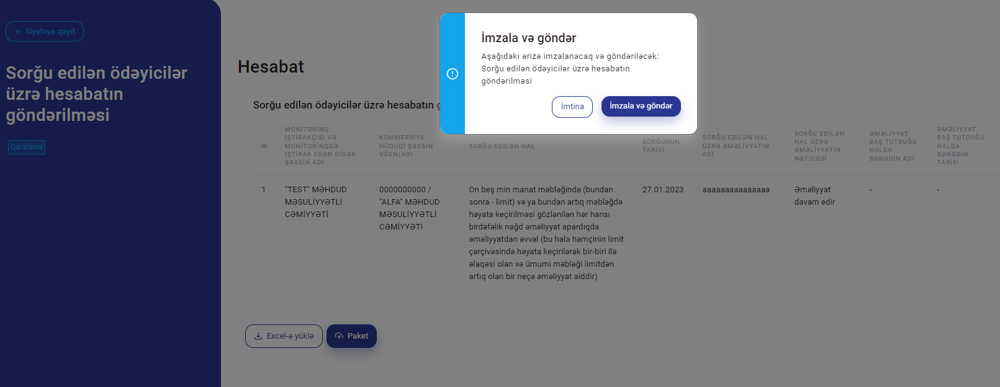 ← Siyahıya qayıt
Sorğu edilən ödəyicilər
üzrə hesabatın
göndərilməsi
Qaralama
Hesabat
İmzala və göndər
Aşağıdakı ərizə imzalanacaq və göndəriləcək:
Sorğu edilən ödəyicilər üzrə hesabatın
göndərilməsi
İmtina
İmzala və göndər
Sorğu edilən ödəyicilər üzrə hesabatın g
№
MONİTORİNQ
İŞTİRAKÇISI VƏ
MONİTORİNQDƏ
İŞTİRAK EDƏN DİGƏR
ŞƏXSİN ADI
KOMMERSİYA
HÜQUQİ ŞƏXSİN
VÖEN/ADI
SORĞU EDİLƏN HAL
SORĞUNUN
TARİXİ
SORĞU EDİLƏN HAL
ÜZRƏ ƏMƏLİYYATIN
ADI
SORĞU EDİLƏN
HAL ÜZRƏ
ƏMƏLİYYATIN
NƏTİCƏSİ
ƏMƏLİYYAT
BAŞ TUTDUĞU
HALDA
SƏNƏDİN ADI
ƏMƏLİYYAT
BAŞ TUTDUĞU
HALDA
SƏNƏDİN
TARİXİ
1
"TEST" MƏHDUD
MƏSULİYYƏTLİ
CƏMİYYƏTİ
0000000000 /
"ALFA" MƏHDUD
MƏSULİYYƏTLİ
CƏMİYYƏTİ
On beş min manat məbləğində (bundan
sonra - limit) və ya bundan artıq məbləğdə
həyata keçirilməsi gözlənilən hər hansı
birdəfəlik nağd əməliyyat apardıqda
əməliyyatdan əvvəl (bu hala həmçinin limit
çərçivəsində həyata keçirilərək bir-biri ilə
əlaqəsi olan və ümumi məbləği limitdən
artıq olan bir neçə əməliyyat aiddir)
27.01.2023
aaaaaaaaaaaaaaa
Əməliyyat
davam edir
-
-
Excel-ə yüklə
Paket